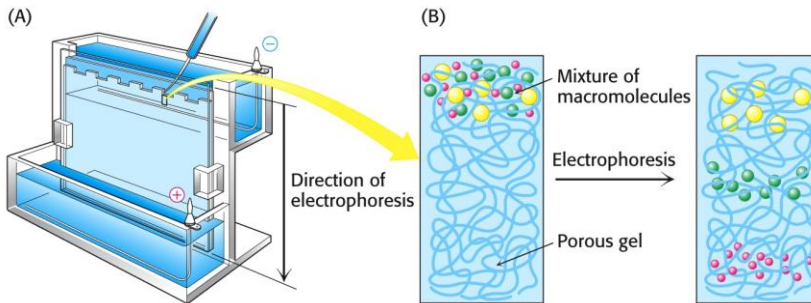 (A)
−
+
Direction of
electrophoresis
(B)
Mixture of
macromolecules
Electrophoresis
Porous gel